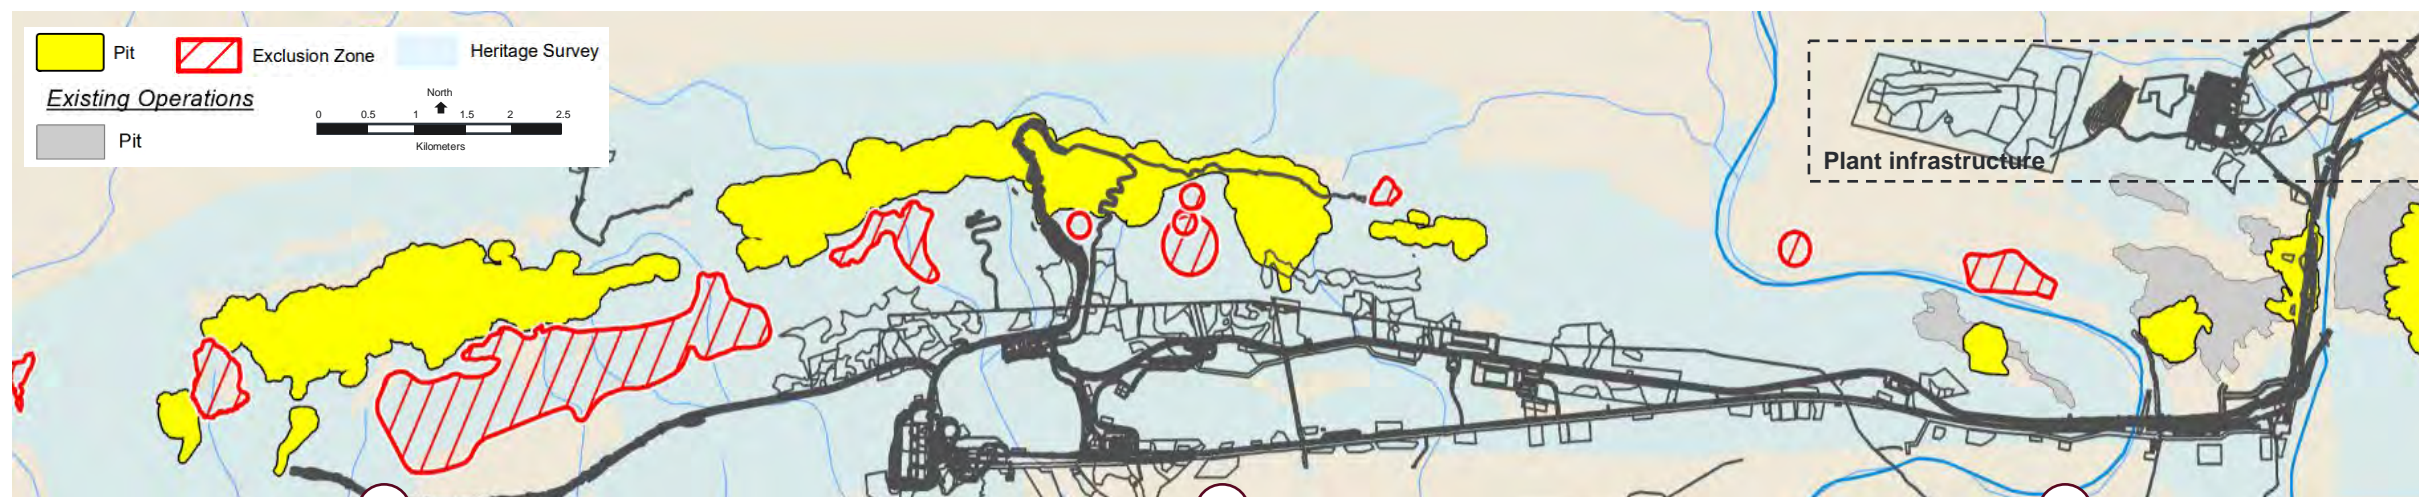 Pit
Exclusion Zone
Heritage Survey
Existing Operations
Pit
North
0 0.5 1 1.5 2 2.5
Kilometers
Plant infrastructure